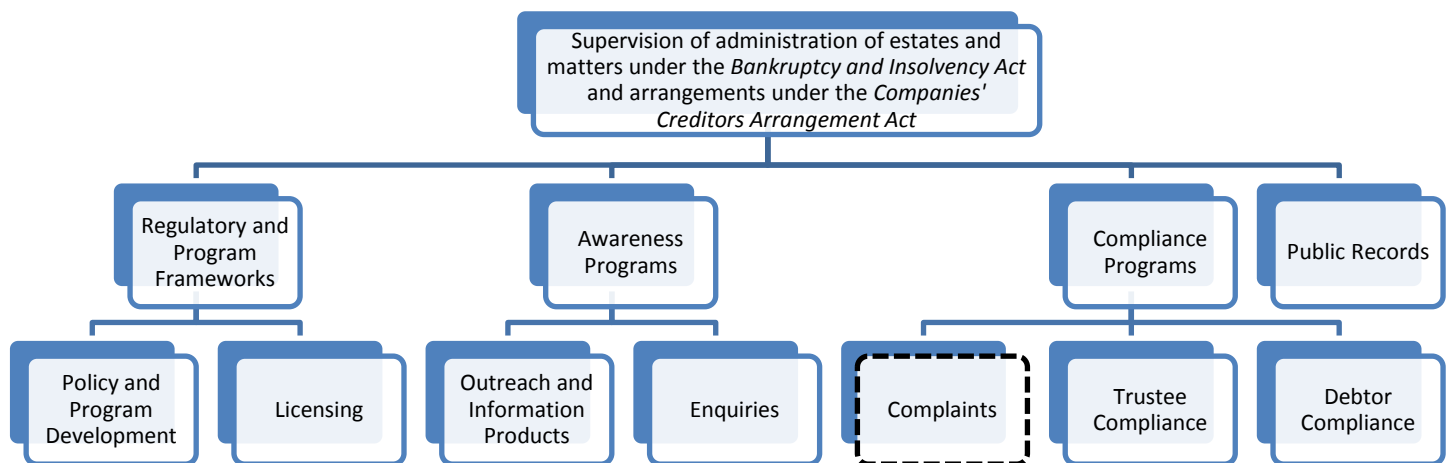 Supervision of administration of estates and
matters under the Bankruptcy and Insolvency Act
and arrangements under the Companies'
Creditors Arrangement Act
Regulatory and
Program
Frameworks
Awareness
Programs
Compliance
Programs
Public Records
Policy and
Program
Development
Licensing
Outreach and
Information
Products
Enquiries
Complaints
Trustee
Compliance
Debtor
Compliance